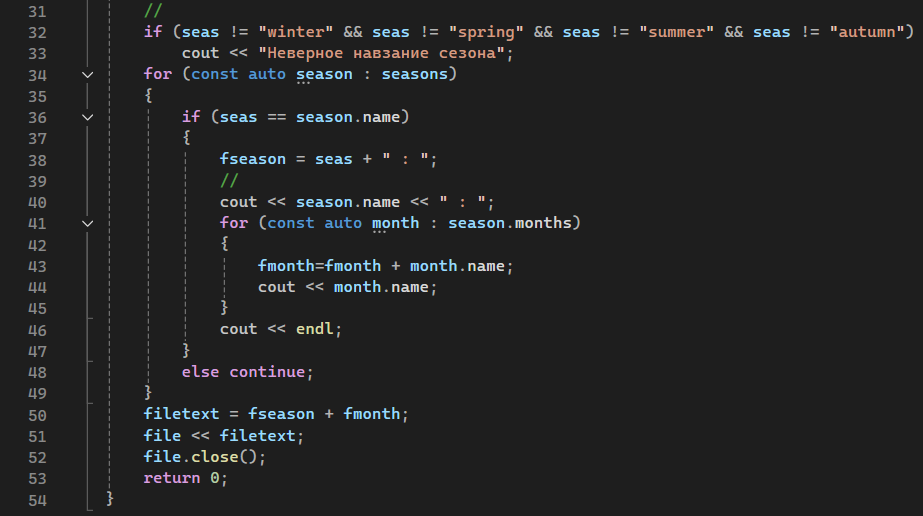 31 //
32 if (seas != "winter" && seas != "spring" && seas != "summer" && seas != "autumn")
33 cout << "Неверное навзание сезона";
34 for (const auto season : seasons)
35 {
36 if (seas == season.name)
37 {
38 fseason = seas + " : ";
39 //
40 cout << season.name << " : ";
41 for (const auto month : season.months)
42 {
43 fmonth=fmonth + month.name;
44 cout << month.name;
45 }
46 cout << endl;
47 }
48 else continue;
49 }
50 filetext = fseason + fmonth;
51 file << filetext;
52 file.close();
53 return 0;
54 }